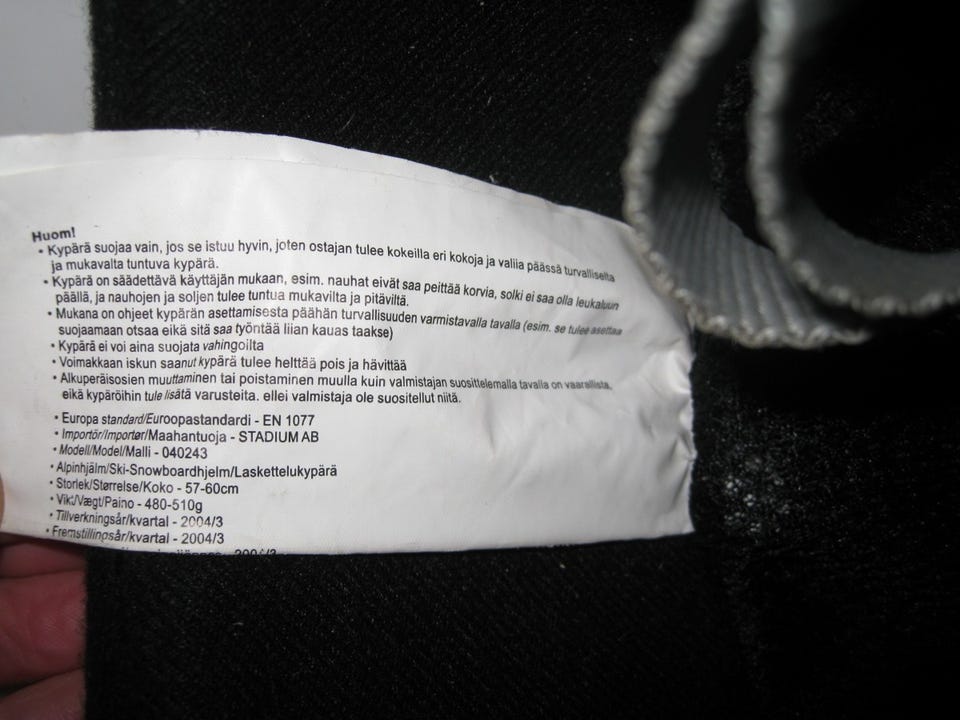 Huom!
• Kypärä suojaa vain, jos se istuu hyvin, joten ostajan tulee kokeilla eri kokoja ja valiia päässä turvalliselta
ja mukavalta tuntuva kypärä.
• Kypärä on säädettävä käyttäjän mukaan, esim. nauhat eivät saa peittää korvia, solki ei saa olla leukaluun
päällä, ja nauhojen ja soljen tulee tuntua mukavilta ja pitäviltä.
• Mukana on ohjeet kypärän asettamisesta päähän turvallisuuden varmistavalla tavalla (esim. se tulee asettaa
suojaamaan otsaa eikä sitä saa työntää liian kauas taakse)
• Kypärä ei voi aina suojata vahingoilta
• Voimakkaan iskun saanut kypärä tulee helttää pois ja hävittää
• Alkuperäisosien muuttaminen tai poistaminen muulla kuin valmistajan suosittelemalla tavalla on vaarallista,
eikä kypäröihin tule lisätä varusteita. ellei valmistaja ole suositellut niitä.
• Europa standard/Euroopastandardi - EN 1077
• Importör/Importør/Maahantuoja - STADIUM AB
• Modell/Model/Malli - 040243
• Alpinhjälm/Ski-Snowboardhjelm/Laskettelukypärä
• Storlek/Størrelse/Koko - 57-60cm
• Vikt/Vægt/Paino - 480-510g
• Tillverkningsår/kvartal - 2004/3
• Fremstillingsår/kvartal - 2004/3
2004/3